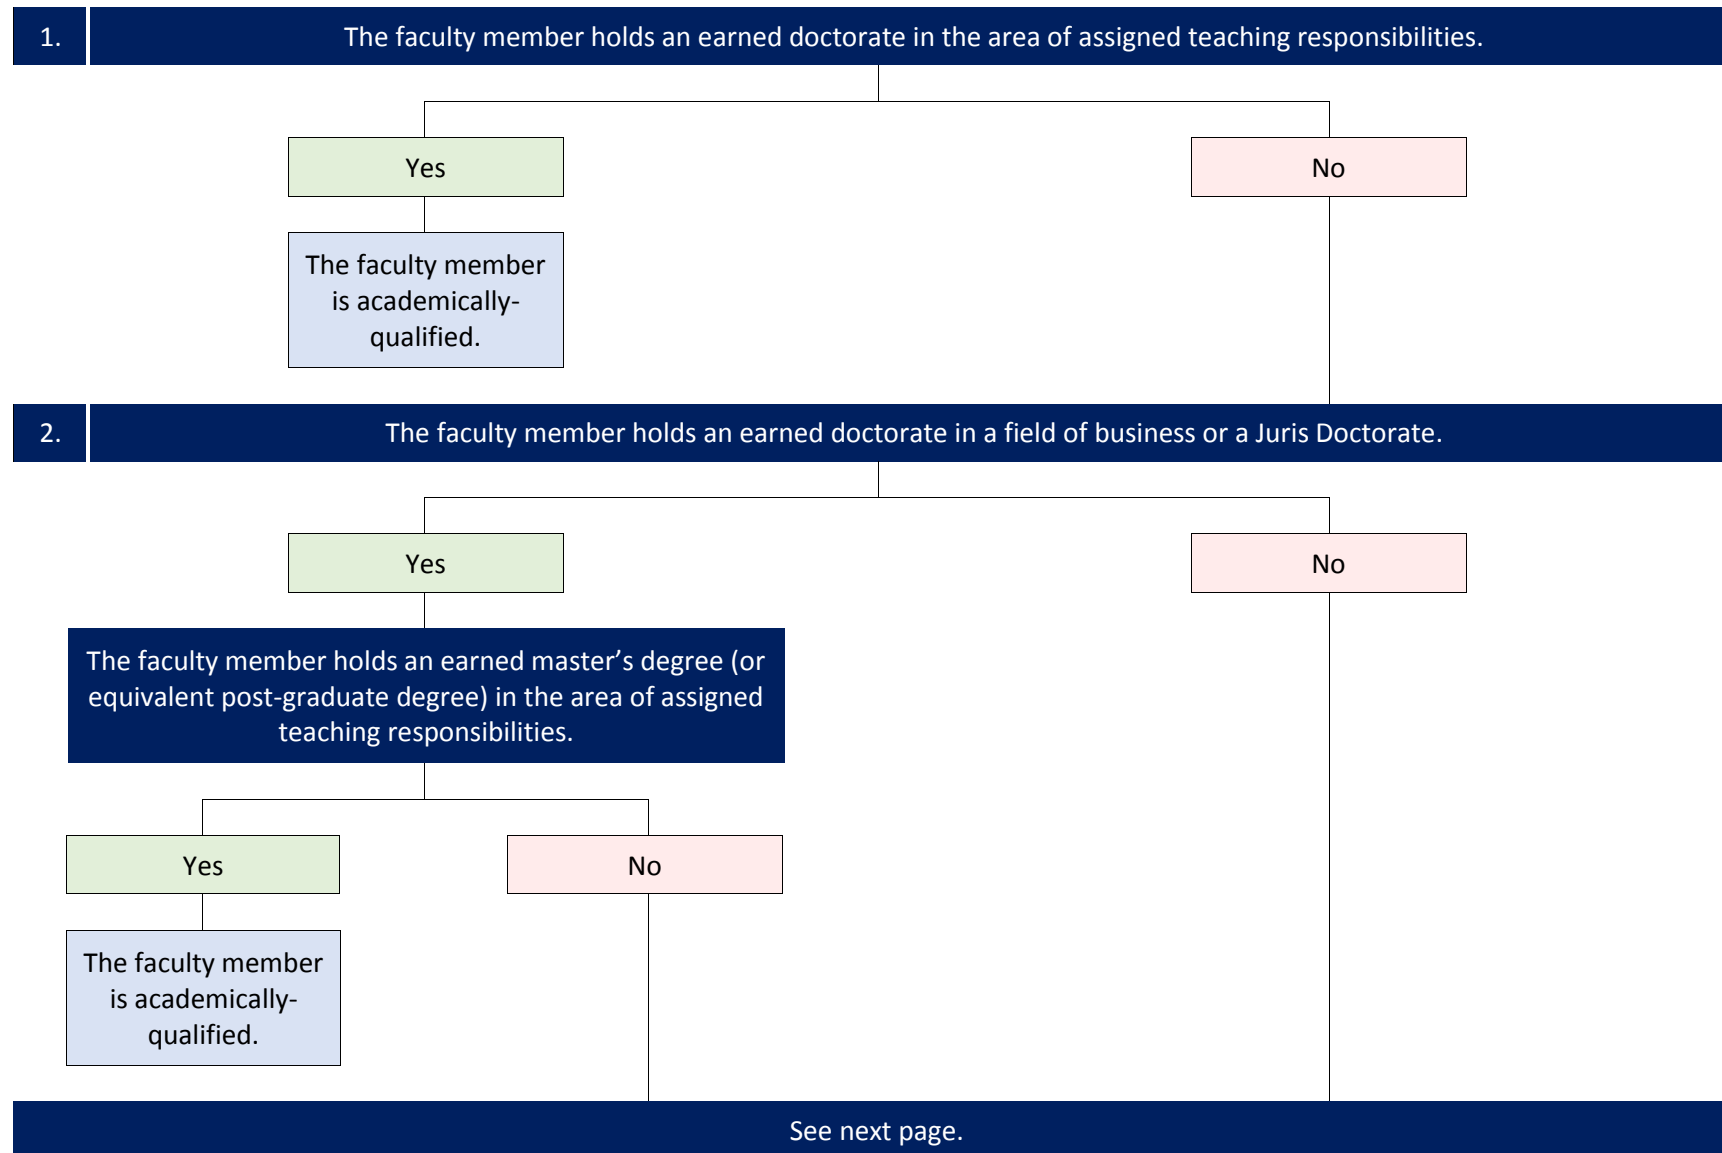 1.
The faculty member holds an earned doctorate in the area of assigned teaching responsibilities.
Yes
No
The faculty member
is academically-
qualified.
2.
The faculty member holds an earned doctorate in a field of business or a Juris Doctorate.
Yes
No
The faculty member holds an earned master’s degree (or
equivalent post-graduate degree) in the area of assigned
teaching responsibilities.
Yes
No
The faculty member
is academically-
qualified.
See next page.